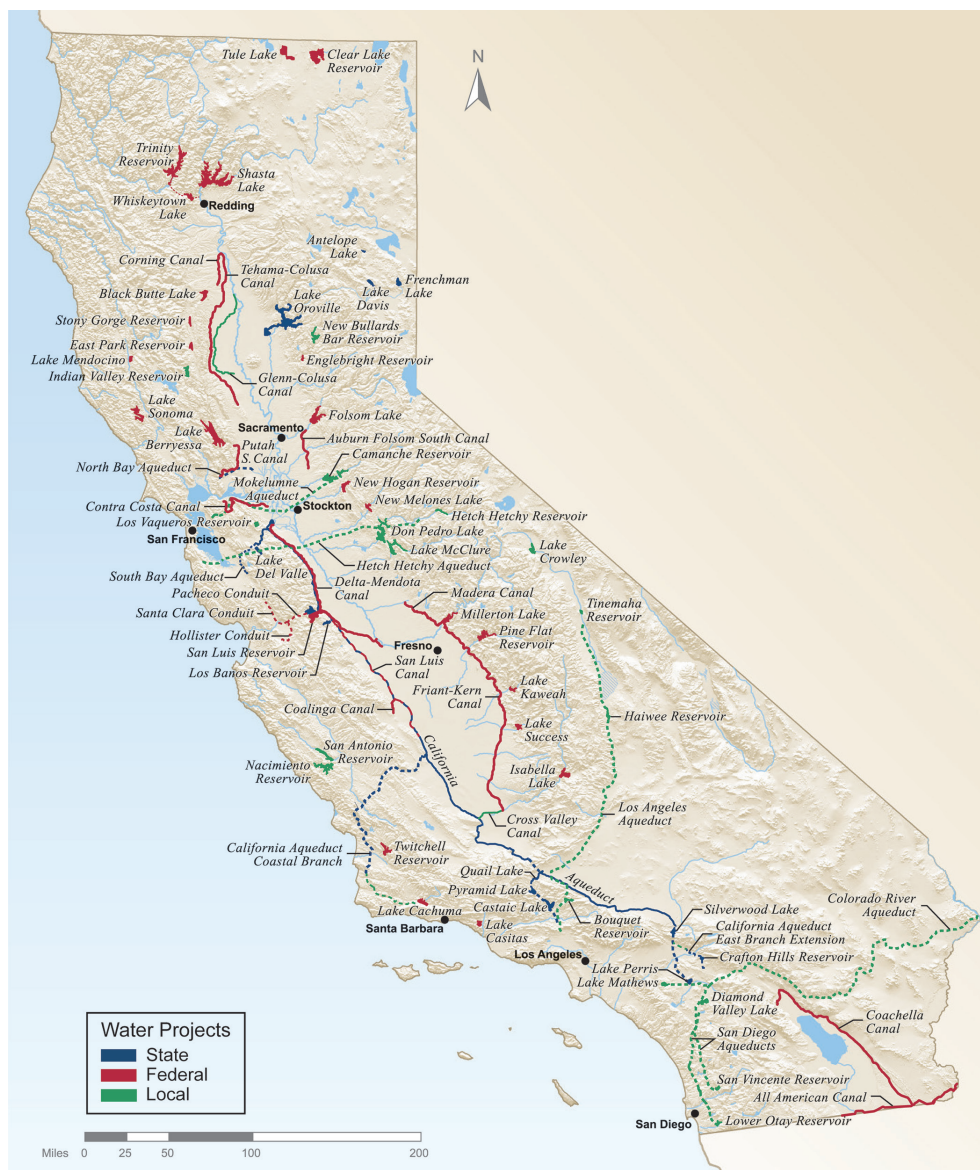 Tule Lake
Clear Lake
Reservoir
N
Trinity
Reservoir
Shasta
Lake
Whiskeytown
Lake
Redding
Antelope
Lake
Corning Canal
Tehama-Colusa
Canal
Frenchman
Lake
Lake
Davis
Black Butte Lake
Lake
Oroville
Stony Gorge Reservoir
New Bullards
Bar Reservoir
East Park Reservoir
Lake Mendocino
Englebright Reservoir
Indian Valley Reservoir
Glenn-Colusa
Canal
Lake
Sonoma
Folsom Lake
Sacramento
Lake
Berryessa
Putah
S. Canal
Auburn Folsom South Canal
Camanche Reservoir
North Bay Aqueduct
Mokelumne
Aqueduct
New Hogan Reservoir
Contra Costa Canal
Stockton
New Melones Lake
Los Vaqueros Reservoir
Hetch Hetchy Reservoir
San Francisco
Don Pedro Lake
Lake McClure
Lake
Crowley
Lake
Del Valle
Hetch Hetchy Aqueduct
South Bay Aqueduct
Delta-Mendota
Canal
Pacheco Conduit
Madera Canal
Santa Clara Conduit
Millerton Lake
Tinemaha
Reservoir
Hollister Conduit
Pine Flat
Reservoir
San Luis Reservoir
Fresno
Los Banos Reservoir
San Luis
Canal
Lake
Kaweah
Friant-Kern
Canal
Coalinga Canal
Haiwee Reservoir
Lake
Success
San Antonio
Reservoir
Nacimiento
Reservoir
California
Isabella
Lake
Los Angeles
Aqueduct
Cross Valley
Canal
California Aqueduct
Coastal Branch
Twitchell
Reservoir
Quail Lake
Aqueduct
Pyramid Lake
Colorado River
Aqueduct
Lake Cachuma
Castaic Lake
Silverwood Lake
Santa Barbara
Lake
Casitas
Bouquet
Reservoir
California Aqueduct
East Branch Extension
Los Angeles
Crafton Hills Reservoir
Lake Perris
Lake Mathews
Diamond
Valley Lake
Coachella
Canal
San Diego
Aqueducts
San Vincente Reservoir
All American Canal
San Diego
Lower Otay Reservoir
Water Projects
State
Federal
Local
Miles 0 25 50 100 200